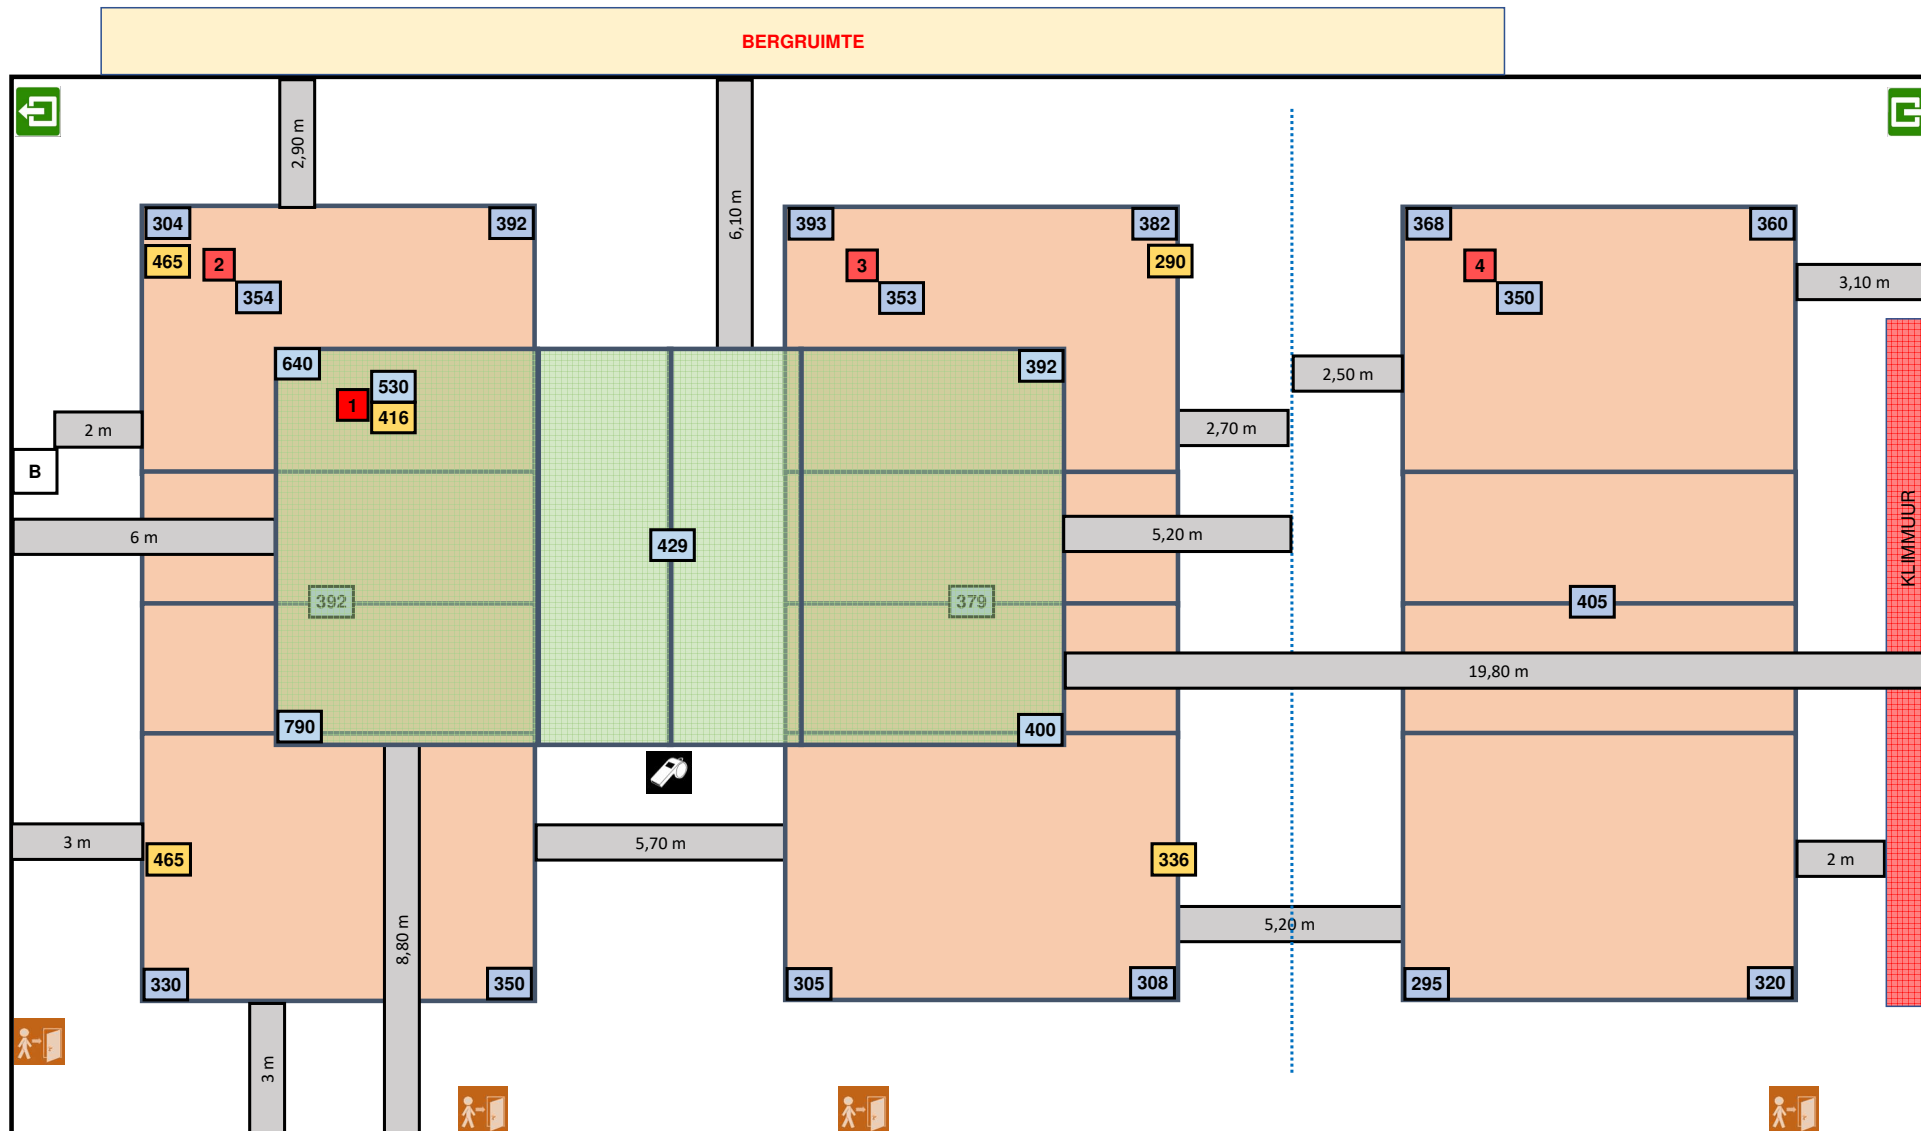 BERGRUIMTE
2,90 m
6,10 m
304
392
393
382
368
360
465
2
354
3
353
290
4
350
3,10 m
640
530
1
416
392
2,50 m
2 m
2,70 m
B
KLIMMUUR
6 m
429
5,20 m
392
379
405
19,80 m
790
400
3 m
465
5,70 m
336
2 m
8,80 m
5,20 m
330
350
305
308
295
320
3 m